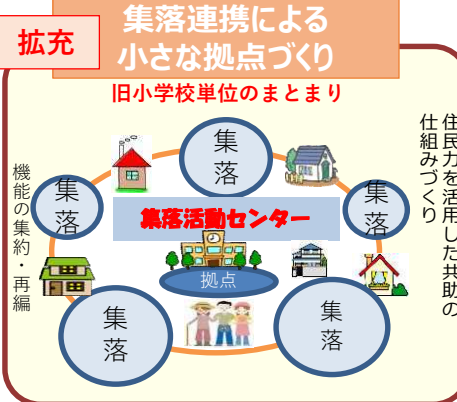 拡充
集落連携による
小さな拠点づくり
旧小学校単位のまとまり
住民力を活用した共助の
仕組みづくり
機能の集約・再編
集落
集落
集落
集落活動センター
拠点
集落
集落